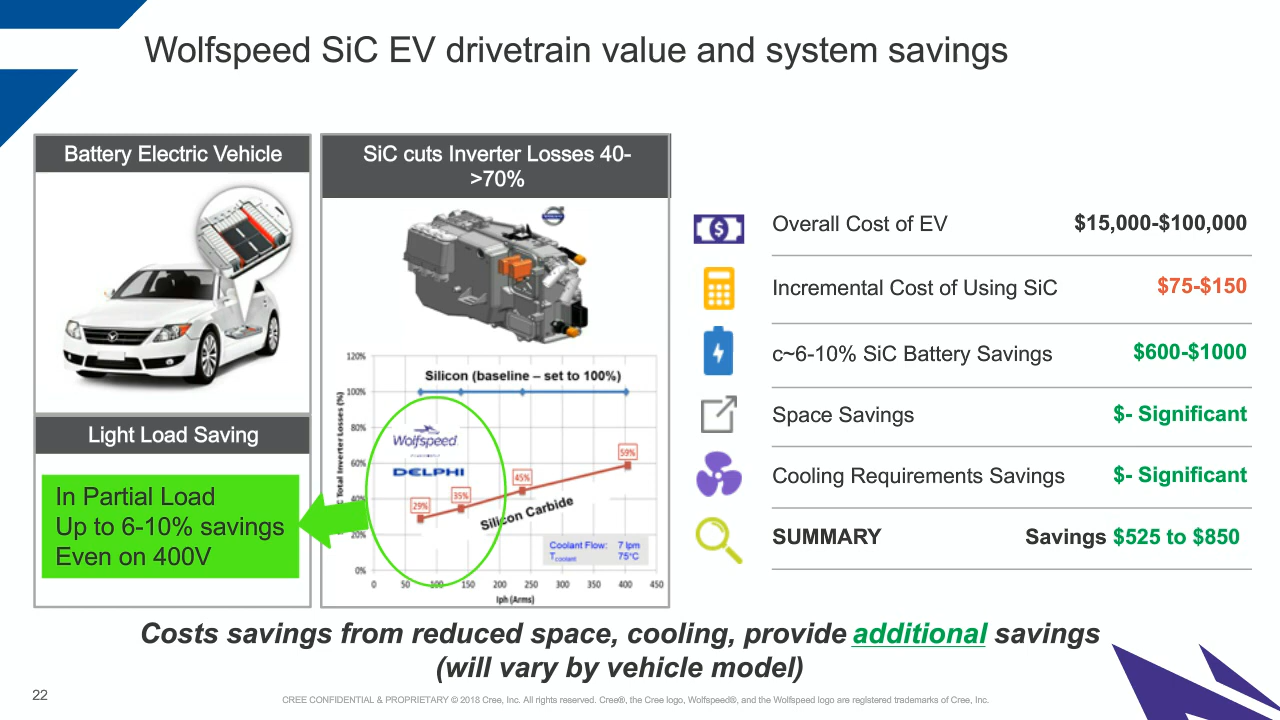 Wolfspeed SiC EV drivetrain value and system savings
Battery Electric Vehicle
SiC cuts Inverter Losses 40-
>70%
Light Load Saving
In Partial Load
Up to 6-10% savings
Even on 400V
120%
100%
80%
60%
40%
20%
0%
Total Inverter Losses (%)
Silicon (baseline – set to 100%)
Wolfspeed
DELPHI
29%
35%
45%
59%
Silicon Carbide
Coolant Flow: 7 lpm
Tcoolant 75°C
0 50 100 150 200 250 300 350 400 450
Iph (Arms)
Overall Cost of EV $15,000-$100,000
Incremental Cost of Using SiC $75-$150
c~6-10% SiC Battery Savings $600-$1000
Space Savings $- Significant
Cooling Requirements Savings $- Significant
SUMMARY Savings $525 to $850
Costs savings from reduced space, cooling, provide additional savings
(will vary by vehicle model)
22
CREE CONFIDENTIAL & PROPRIETARY © 2018 Cree, Inc. All rights reserved. Cree®, the Cree logo, Wolfspeed®, and the Wolfspeed logo are registered trademarks of Cree, Inc.